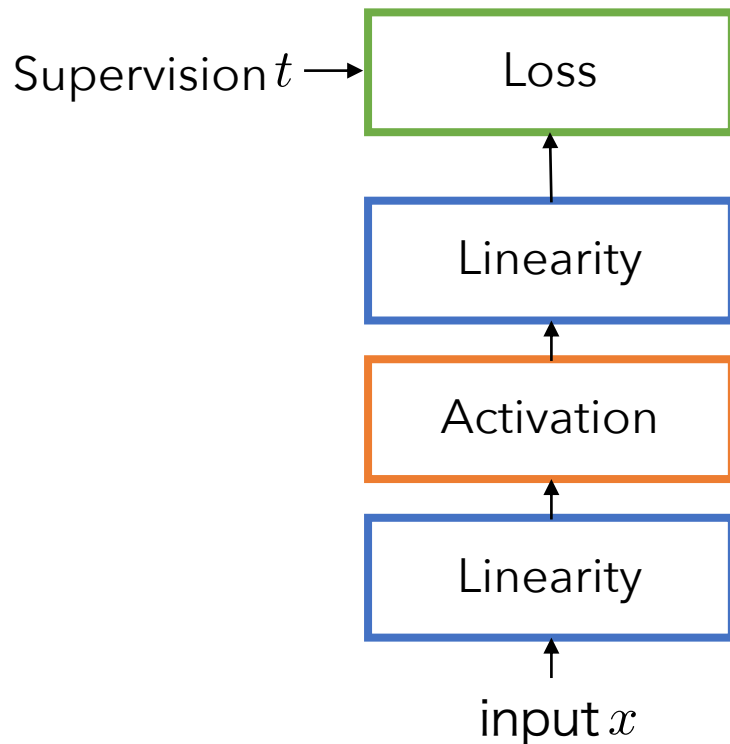 Supervision t
Loss
Linearity
Activation
Linearity
input x